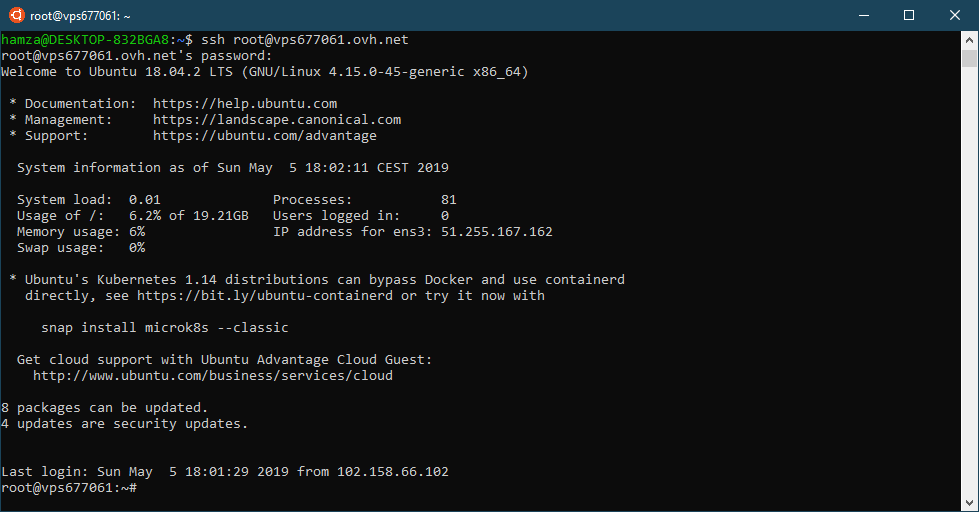 root@vps677061: ~
hamza@DESKTOP-832BGA8:~$ ssh root@vps677061.ovh.net
root@vps677061.ovh.net's password:
Welcome to Ubuntu 18.04.2 LTS (GNU/Linux 4.15.0-45-generic x86_64)
* Documentation:  https://help.ubuntu.com
* Management:     https://landscape.canonical.com
* Support:        https://ubuntu.com/advantage
System information as of Sun May  5 18:02:11 CEST 2019
System load:  0.01              Processes:           81
Usage of /:   6.2% of 19.21GB   Users logged in:     0
Memory usage: 6%                IP address for ens3: 51.255.167.162
Swap usage:   0%
* Ubuntu's Kubernetes 1.14 distributions can bypass Docker and use containerd
directly, see https://bit.ly/ubuntu-containerd or try it now with
snap install microk8s --classic
Get cloud support with Ubuntu Advantage Cloud Guest:
http://www.ubuntu.com/business/services/cloud
8 packages can be updated.
4 updates are security updates.
Last login: Sun May  5 18:01:29 2019 from 102.158.66.102
root@vps677061:~#